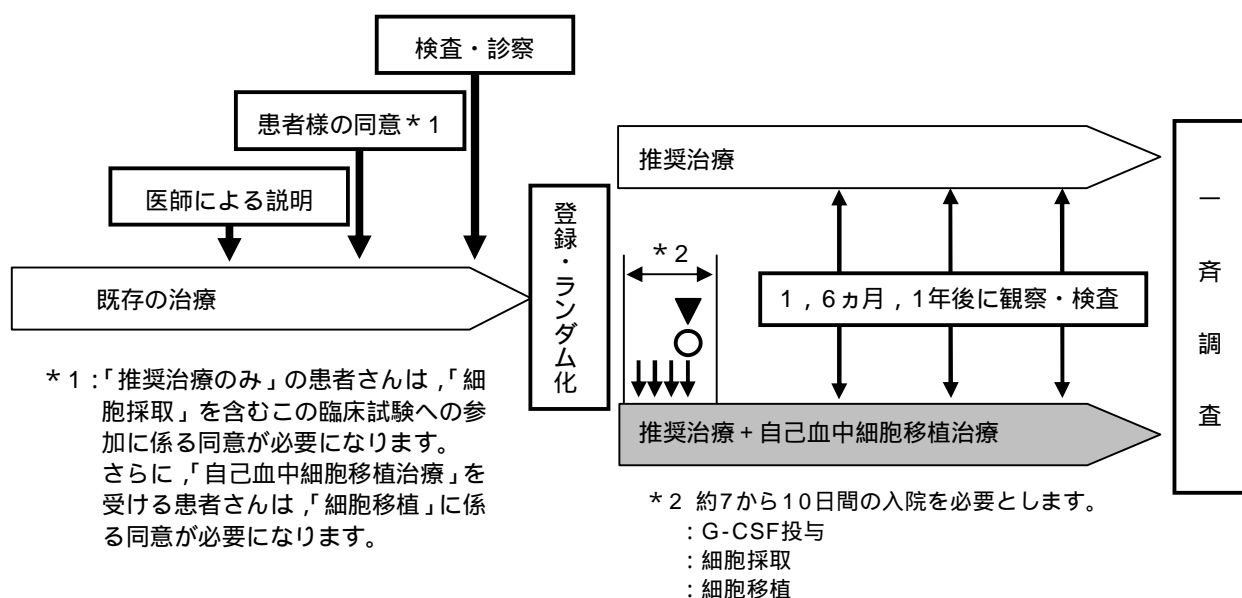 検査・診察
患者様の同意＊1
医師による説明
既存の治療
登録・ランダム化
推奨治療
＊2
1，6ヵ月，1年後に観察・検査
推奨治療＋自己血中細胞移植治療
一斉調査
＊1：「推奨治療のみ」の患者さんは，「細
胞採取」を含むこの臨床試験への参
加に係る同意が必要になります。
さらに，「自己血中細胞移植治療」を
受ける患者さんは，「細胞移植」に係
る同意が必要になります。
＊2 約7から10日間の入院を必要とします。
：G-CSF投与
：細胞採取
：細胞移植